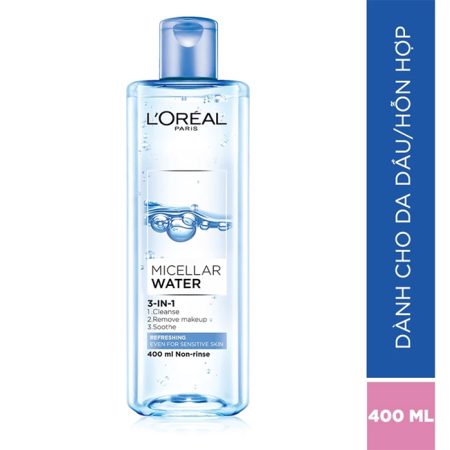 L'ORÉAL
PARIS
MICELLAR
WATER
3-IN-1
1.Cleanse
2.Remove makeup
3.Soothe
REFRESHING
EVEN FOR SENSITIVE SKIN
400 ml Non-rinse
DÀNH CHO DA DẦU/HỖN HỢP
400 ML